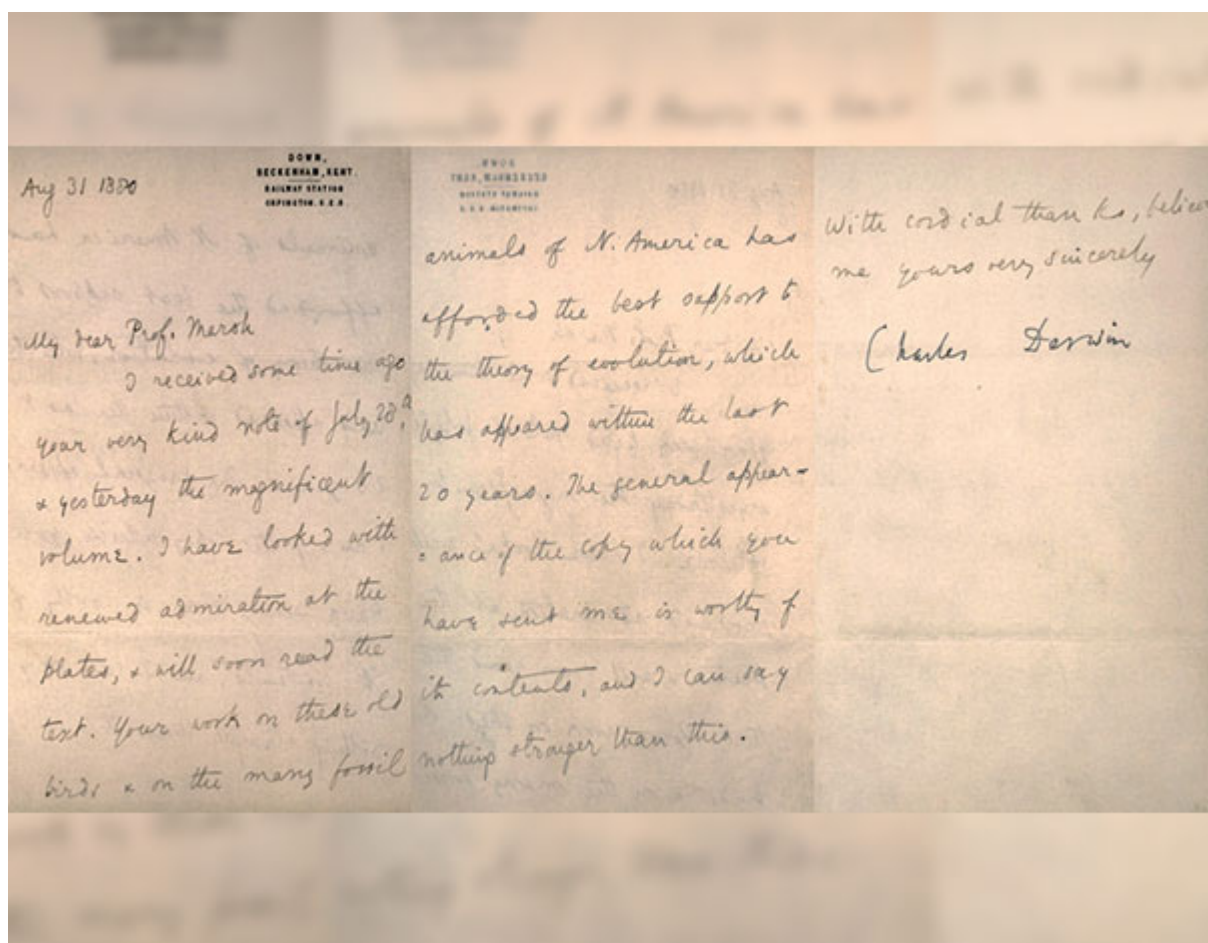 Aug 31 1880
DOWN,
BECKENHAM, KENT.
RAILWAY STATION
ORPINGTON. S.E.R.
My dear Prof. Marsh
I received some time ago
your very kind note of July 28th,
& yesterday the magnificent
volume. I have looked with
renewed admiration at the
plates, & will soon read the
text. Your work on these old
birds & on the many fossil
animals of N. America has
afforded the best support to
the theory of evolution, which
has appeared within the last
20 years. The general appear-
=ance of the copy which you
have sent me is worthy of
its contents, and I can say
nothing stronger than this.
With cordial thanks, believe
me yours very sincerely
Charles Darwin